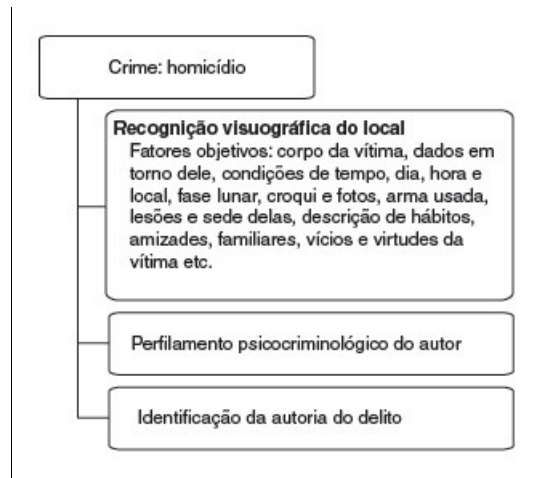 Crime: homicídio
Recognição visuográfica do local
Fatores objetivos: corpo da vítima, dados em
torno dele, condições de tempo, dia, hora e
local, fase lunar, croqui e fotos, arma usada,
lesões e sede delas, descrição de hábitos,
amizades, familiares, vícios e virtudes da
vítima etc.
Perfilamento psicocriminológico do autor
Identificação da autoria do delito